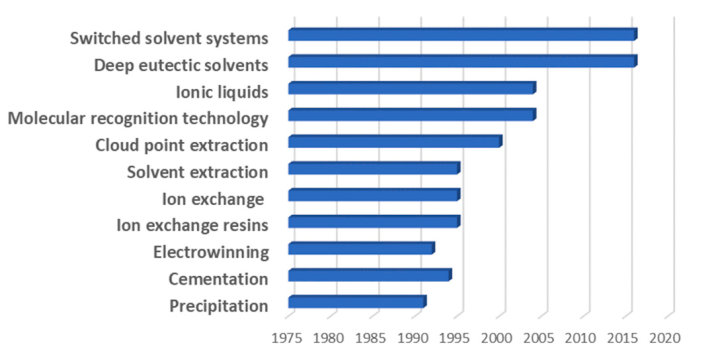 Switched solvent systems
Deep eutectic solvents
Ionic liquids
Molecular recognition technology
Cloud point extraction
Solvent extraction
Ion exchange
Ion exchange resins
Electrowinning
Cementation
Precipitation
1975 1980 1985 1990 1995 2000 2005 2010 2015 2020